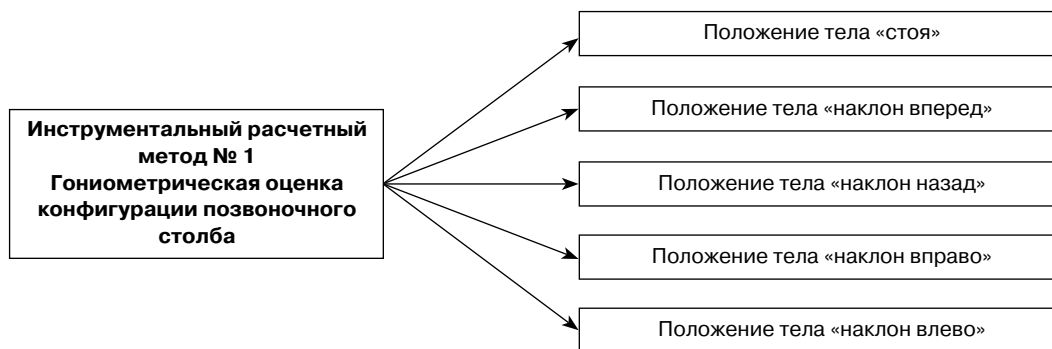 Инструментальный расчетный
метод № 1
Гониометрическая оценка
конфигурации позвоночного
столба
Положение тела «стоя»
Положение тела «наклон вперед»
Положение тела «наклон назад»
Положение тела «наклон вправо»
Положение тела «наклон влево»